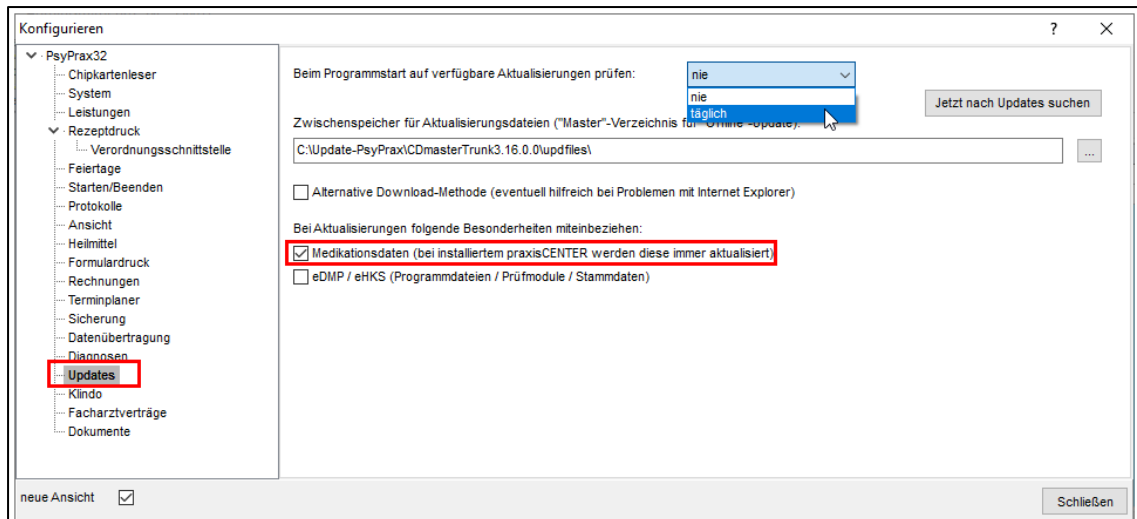 Konfigurieren
PsyPrax32
Chipkartenleser
System
Leistungen
Rezeptdruck
Verordnungsschnittstelle
Feiertage
Starten/Beenden
Protokolle
Ansicht
Heilmittel
Formulardruck
Rechnungen
Terminplaner
Sicherung
Datenübertragung
Diagnosen
Updates
Klindo
Facharztverträge
Dokumente
neue Ansicht
Beim Programmstart auf verfügbare Aktualisierungen prüfen: nie
nie
täglich
Jetzt nach Updates suchen
Zwischenspeicher für Aktualisierungsdateien ("Master"-Verzeichnis für "Online"-Update):
C:\Update-PsyPrax\CDmasterTrunk3.16.0.0\updfiles\
...
Alternative Download-Methode (eventuell hilfreich bei Problemen mit Internet Explorer)
Bei Aktualisierungen folgende Besonderheiten miteinbeziehen:
Medikationsdaten (bei installiertem praxisCENTER werden diese immer aktualisiert)
eDMP / eHKS (Programmdateien / Prüfmodule / Stammdaten)
Schließen